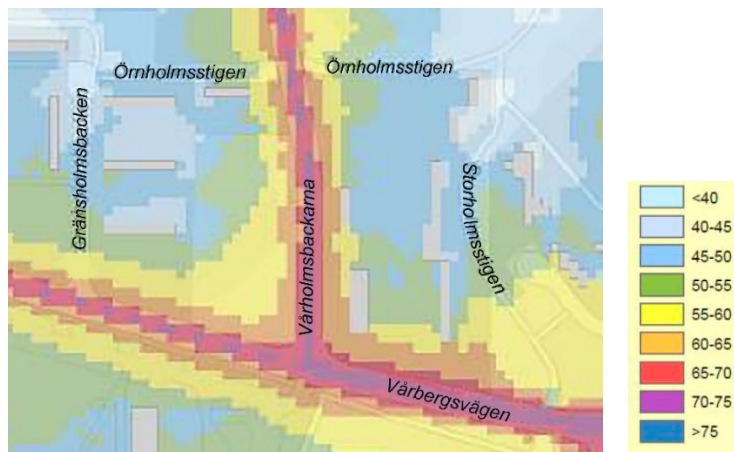 Örnholmsstigen
Örnholmsstigen
Gränsholmsbacken
Vårholmsbackarna
Storholmsstigen
Vårbergsvägen
<40
40-45
45-50
50-55
55-60
60-65
65-70
70-75
>75